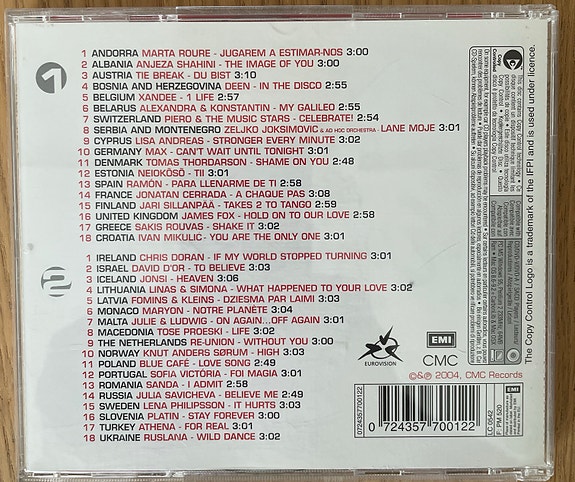 1
1 ANDORRA MARTA ROURE - JUGAREM A ESTIMAR-NOS 3:00
2 ALBANIA ANJEZA SHAHINI - THE IMAGE OF YOU 3:00
3 AUSTRIA TIE BREAK - DU BIST 3:10
4 BOSNIA AND HERZEGOVINA DEEN - IN THE DISCO 2:55
5 BELGIUM XANDEE - 1 LIFE 2:57
6 BELARUS ALEXANDRA & KONSTANTIN - MY GALILEO 2:55
7 SWITZERLAND PIERO & THE MUSIC STARS - CELEBRATE! 2:54
8 SERBIA AND MONTENEGRO ZELJKO JOKSIMOVIC & AD HOC ORCHESTRA - LANE MOJE 3:01
9 CYPRUS LISA ANDREAS - STRONGER EVERY MINUTE 3:02
10 GERMANY MAX - CAN'T WAIT UNTIL TONIGHT 3:01
11 DENMARK TOMAS THORDARSON - SHAME ON YOU 2:48
12 ESTONIA NEIOKÕSÕ - TII 3:01
13 SPAIN RAMÓN - PARA LLENARME DE TI 2:58
14 FRANCE JONATAN CERRADA - A CHAQUE PAS 3:08
15 FINLAND JARI SILLANPÄÄ - TAKES 2 TO TANGO 2:59
16 UNITED KINGDOM JAMES FOX - HOLD ON TO OUR LOVE 2:58
17 GREECE SAKIS ROUVAS - SHAKE IT 3:02
18 CROATIA IVAN MIKULIC - YOU ARE THE ONLY ONE 3:01
2
1 IRELAND CHRIS DORAN - IF MY WORLD STOPPED TURNING 3:01
2 ISRAEL DAVID D'OR - TO BELIEVE 3:03
3 ICELAND JONSI - HEAVEN 3:06
4 LITHUANIA LINAS & SIMONA - WHAT HAPPENED TO YOUR LOVE 3:02
5 LATVIA FOMINS & KLEINS - DZIESMA PAR LAIMI 3:03
6 MONACO MARYON - NOTRE PLANÈTE 3:04
7 MALTA JULIE & LUDWIG - ON AGAIN...OFF AGAIN 3:01
8 MACEDONIA TOSE PROESKI - LIFE 3:02
9 THE NETHERLANDS RE-UNION - WITHOUT YOU 3:00
10 NORWAY KNUT ANDERS SØRUM - HIGH 3:03
11 POLAND BLUE CAFÉ - LOVE SONG 2:49
12 PORTUGAL SOFIA VICTÓRIA - FOI MAGIA 3:01
13 ROMANIA SANDA - I ADMIT 2:58
14 RUSSIA JULIA SAVICHEVA - BELIEVE ME 2:49
15 SWEDEN LENA PHILIPSSON - IT HURTS 3:03
16 SLOVENIA PLATIN - STAY FOREVER 3:00
17 TURKEY ATHENA - FOR REAL 3:01
18 UKRAINE RUSLANA - WILD DANCE 3:02
EUROVISION
EMI
CMC
©&℗ 2004, CMC Records
0724357700122
0 724357 700122
LC 0542
F: PM 520
EMI
Copy
Control
The Copy Control Logo is a trademark of the IFPI and is used under licence.